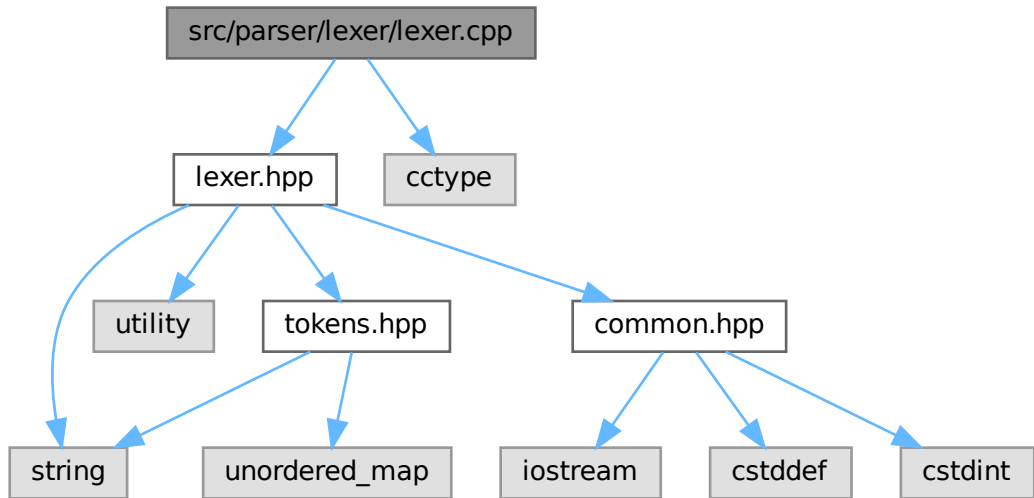 src/parser/lexer/lexer.cpp
lexer.hpp
cctype
utility
tokens.hpp
common.hpp
string
unordered_map
iostream
cstddef
cstdint